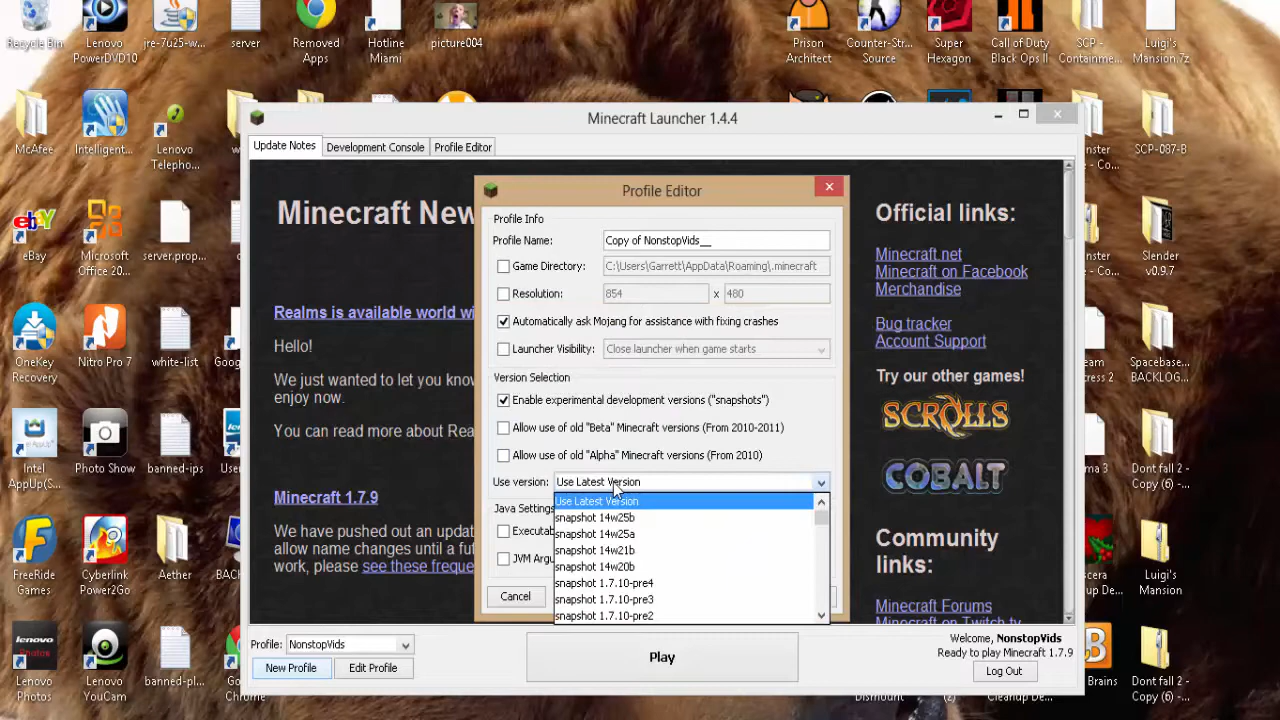 Recycle Bin
Lenovo PowerDVD10
jre-7u25-w...
server
Removed Apps
Hotline Miami
picture004
Prison Architect
Counter-Str... Source
Super Hexagon
Call of Duty Black Ops II
SCP - Containme...
Luigi's Mansion.7z
McAfee
Intelligent...
Lenovo Telepho...
SCP-087-B
eBay
Microsoft Office 20...
server.prop...
Slender v0.9.7
OneKey Recovery
Nitro Pro 7
white-list
Spacebase... BACKLOG...
Intel AppUp(S...
Photo Show
banned-ips
Dont fall 2 - Copy (4) -...
FreeRide Games
Cyberlink Power2Go
Aether
Luigi's Mansion
Lenovo Photos
Lenovo YouCam
banned-pl...
Chrome
Brains
Dont fall 2 - Copy (6) -...
Minecraft Launcher 1.4.4
Update Notes
Development Console
Profile Editor
Minecraft New
Realms is available world wi
Hello!
We just wanted to let you know
enjoy now.
You can read more about Rea
Minecraft 1.7.9
We have pushed out an updat
allow name changes until a fut
work, please see these freque
Official links:
Minecraft.net
Minecraft on Facebook
Merchandise
Bug tracker
Account Support
Try our other games!
SCROLLS
COBALT
Community links:
Minecraft Forums
Minecraft on Twitch.tv
Profile Editor
Profile Info
Profile Name: Copy of NonstopVids__
Game Directory: C:\Users\Garrett\AppData\Roaming\.minecraft
Resolution: 854 x 480
Automatically ask Mojang for assistance with fixing crashes
Launcher Visibility: Close launcher when game starts
Version Selection
Enable experimental development versions ("snapshots")
Allow use of old "Beta" Minecraft versions (From 2010-2011)
Allow use of old "Alpha" Minecraft versions (From 2010)
Use version: Use Latest Version
Use Latest Version
snapshot 14w25b
snapshot 14w25a
snapshot 14w21b
snapshot 14w20b
snapshot 1.7.10-pre4
snapshot 1.7.10-pre3
snapshot 1.7.10-pre2
Java Settings
Executab
JVM Argu
Cancel
Profile: NonstopVids
New Profile
Edit Profile
Play
Welcome, NonstopVids
Ready to play Minecraft 1.7.9
Log Out